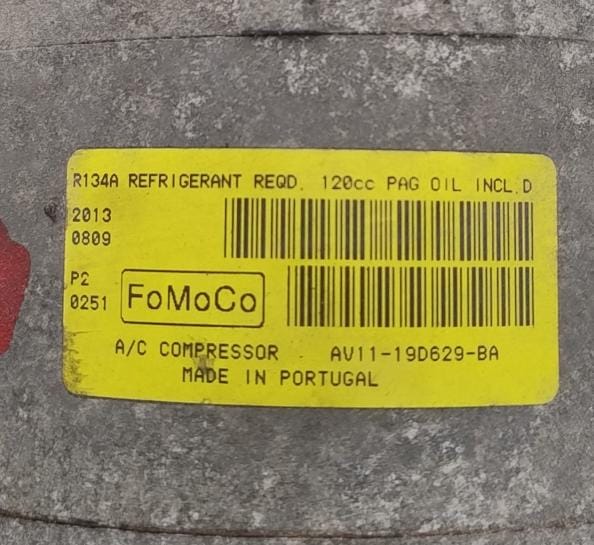 R134A REFRIGERANT REQD. 120cc PAG OIL INCL.D
2013
0809
P2
0251
FoMoCo
A/C COMPRESSOR AV11-19D629-BA
MADE IN PORTUGAL